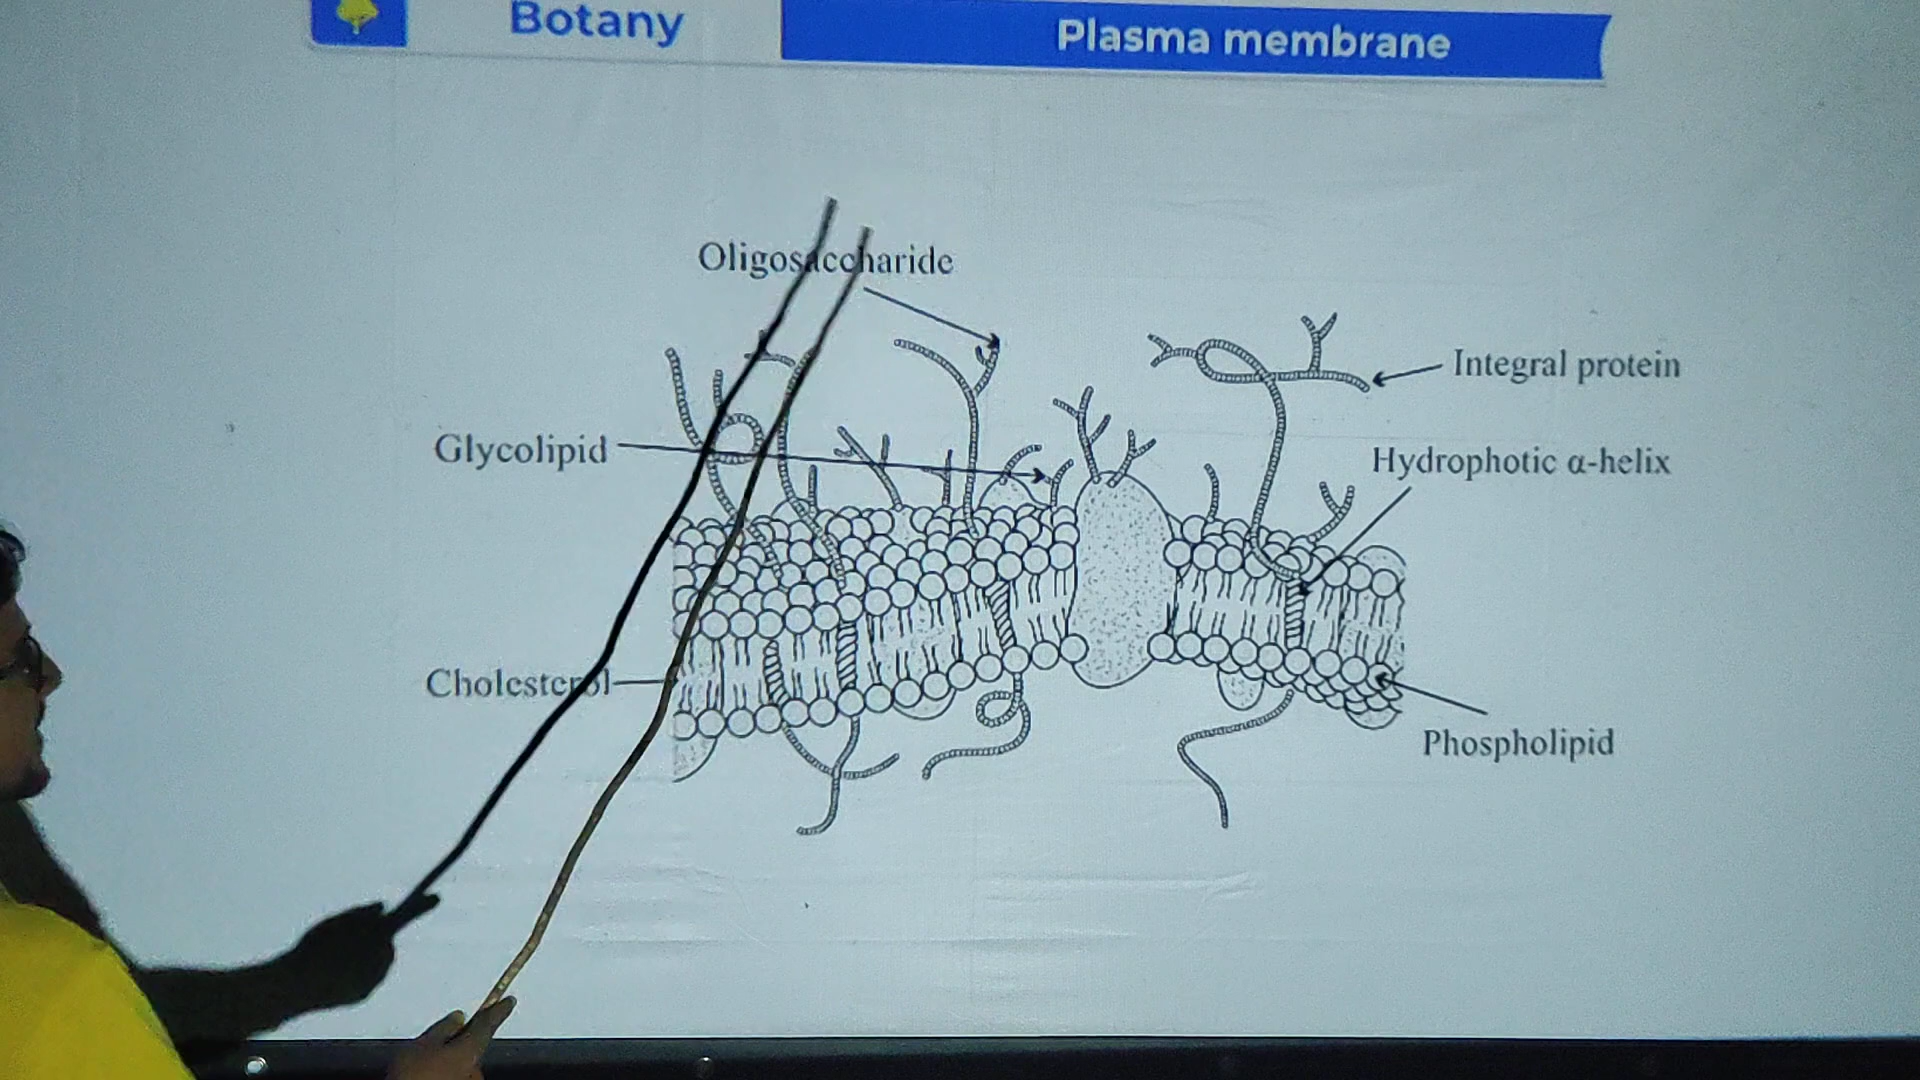 Botany
Plasma membrane
Oligosaccharide
Integral protein
Glycolipid
Hydrophotic α-helix
Cholesterol
Phospholipid